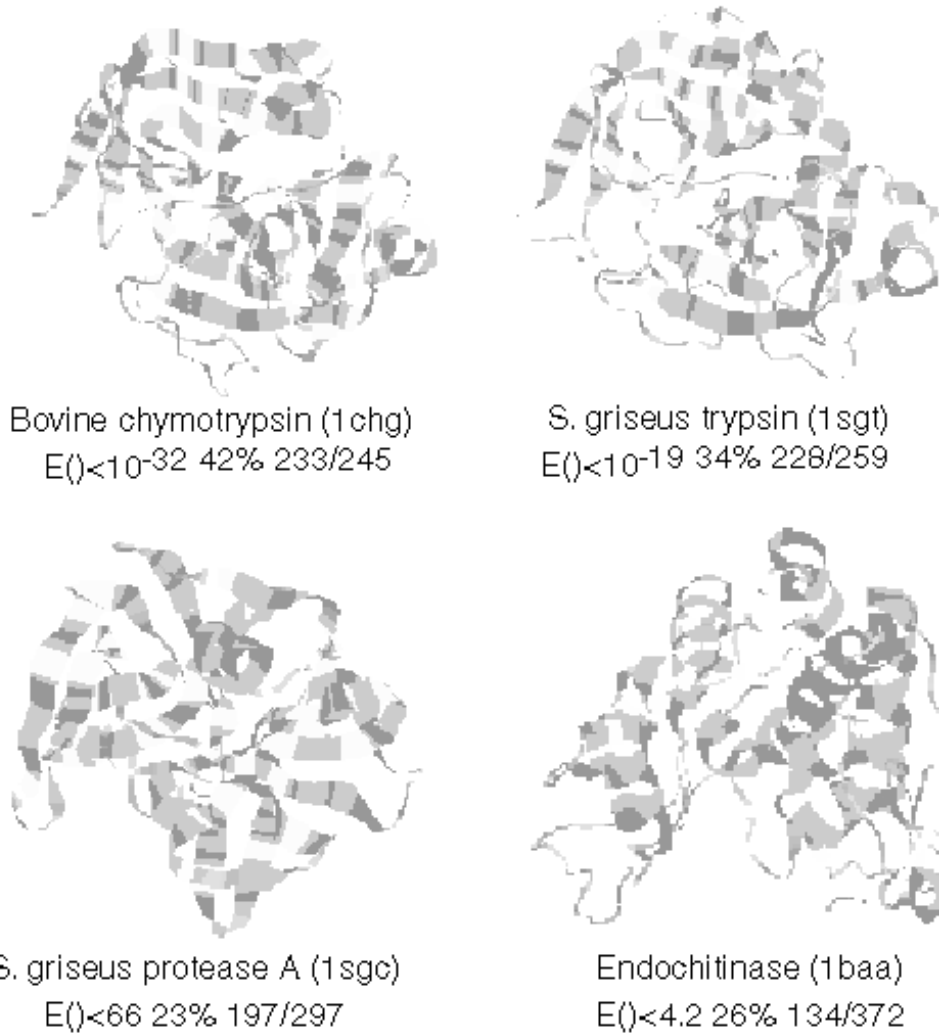 Bovine chymotrypsin (1chg)
E()<10-32 42% 233/245
S. griseus trypsin (1sgt)
E()<10-19 34% 228/259
S. griseus protease A (1sgc)
E()<66 23% 197/297
Endochitinase (1baa)
E()<4.2 26% 134/372